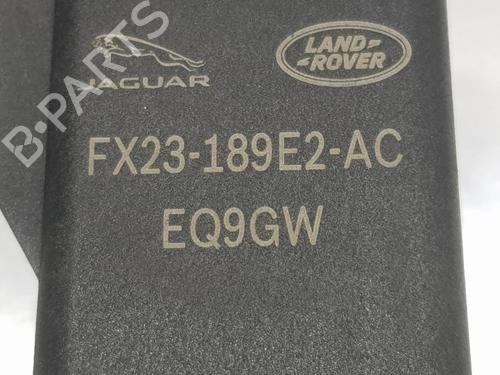 JAGUAR
LAND
ROVER
FX23-189E2-AC
EQ9GW
B-PARTS